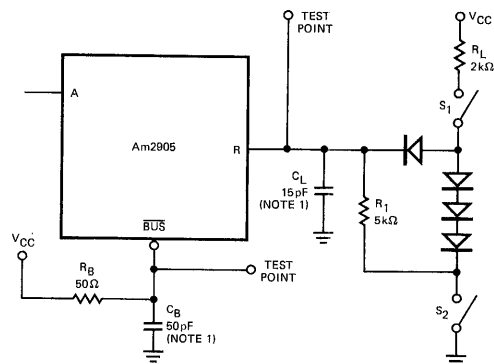 TEST
POINT
VCC
RL
2kΩ
S1
A
Am2905
R
CL
15pF
(NOTE 1)
R1
5kΩ
BUS
VCC
TEST
POINT
RB
50Ω
CB
50pF
(NOTE 1)
S2